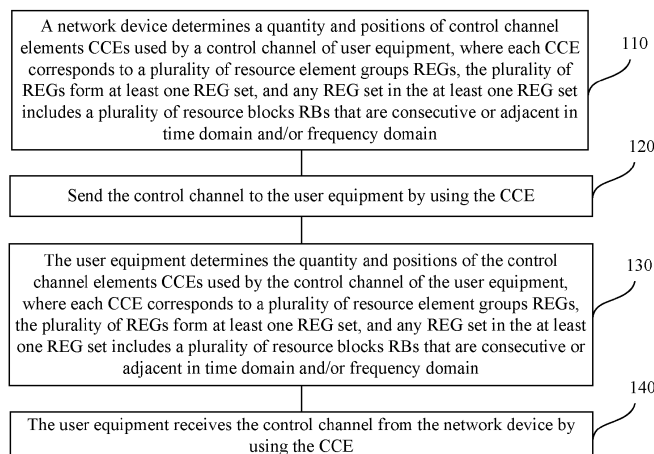 A network device determines a quantity and positions of control channel
elements CCEs used by a control channel of user equipment, where each CCE
corresponds to a plurality of resource element groups REGs, the plurality of
REGs form at least one REG set, and any REG set in the at least one REG set
includes a plurality of resource blocks RBs that are consecutive or adjacent in
time domain and/or frequency domain
110
Send the control channel to the user equipment by using the CCE
120
The user equipment determines the quantity and positions of the control
channel elements CCEs used by the control channel of the user equipment,
where each CCE corresponds to a plurality of resource element groups REGs,
the plurality of REGs form at least one REG set, and any REG set in the at least
one REG set includes a plurality of resource blocks RBs that are consecutive or
adjacent in time domain and/or frequency domain
130
The user equipment receives the control channel from the network device by
using the CCE
140